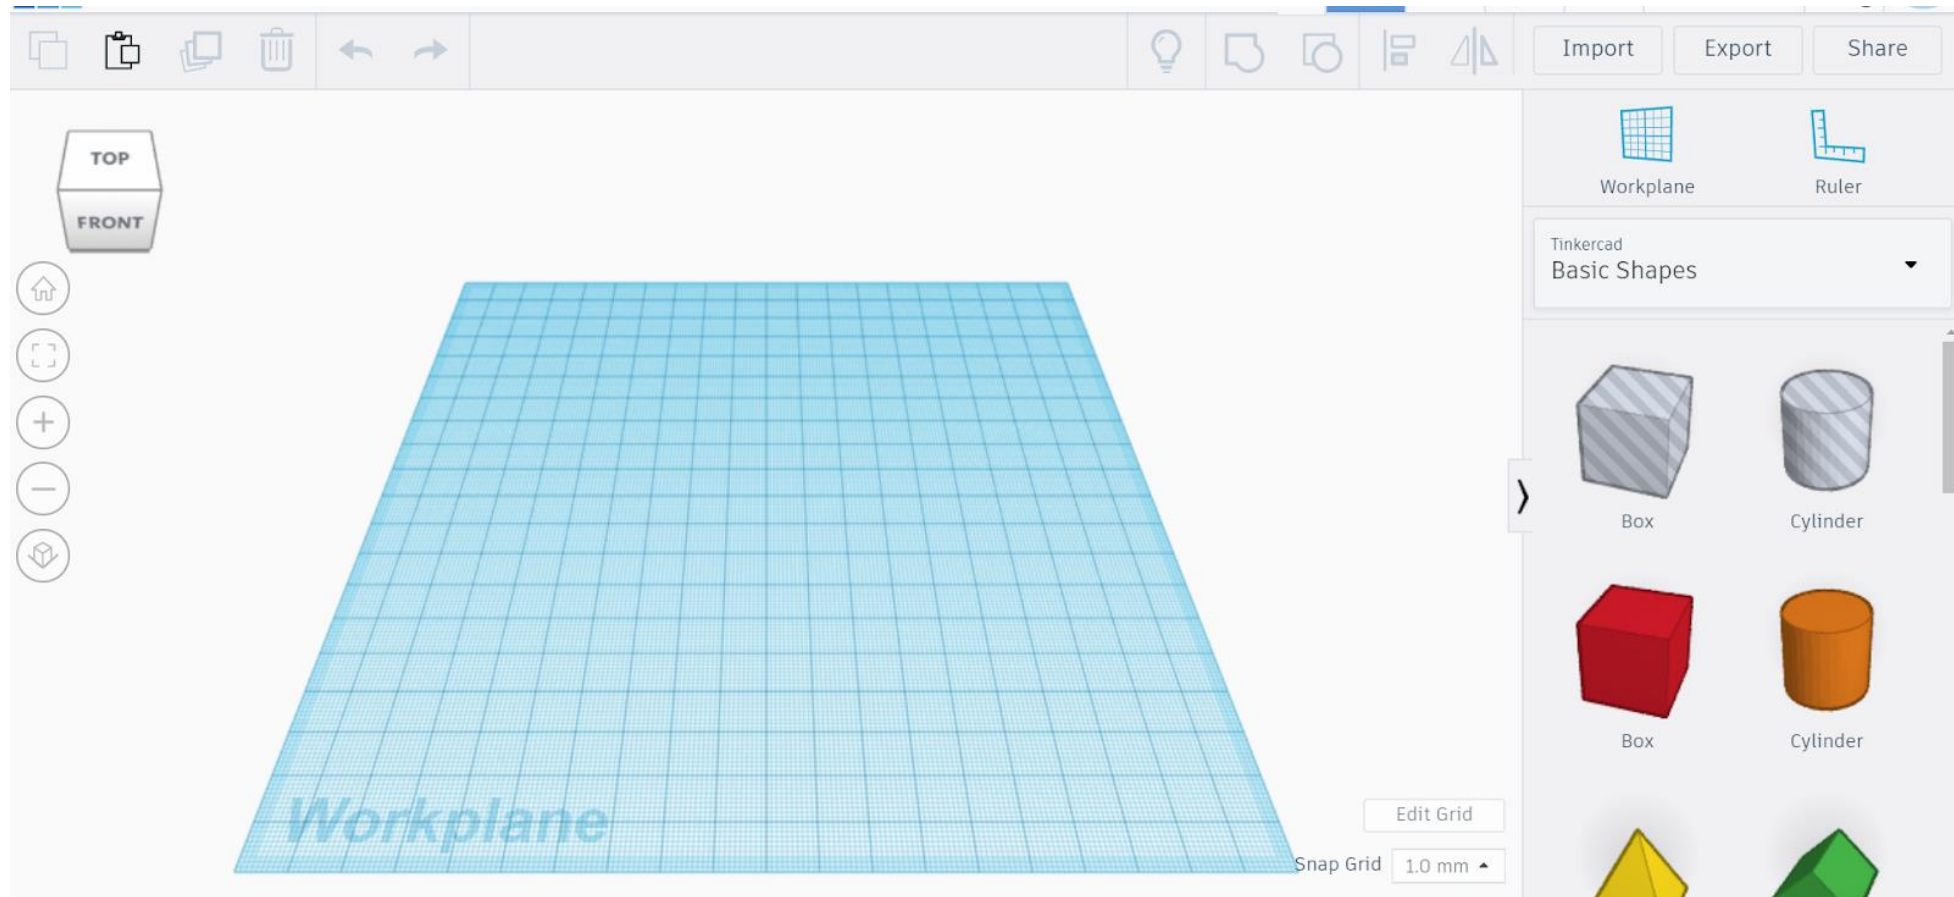 Import Export Share
TOP
FRONT
Workplane Ruler
Tinkercad
Basic Shapes
Box Cylinder
Box Cylinder
Workplane
Edit Grid
Snap Grid 1.0 mm